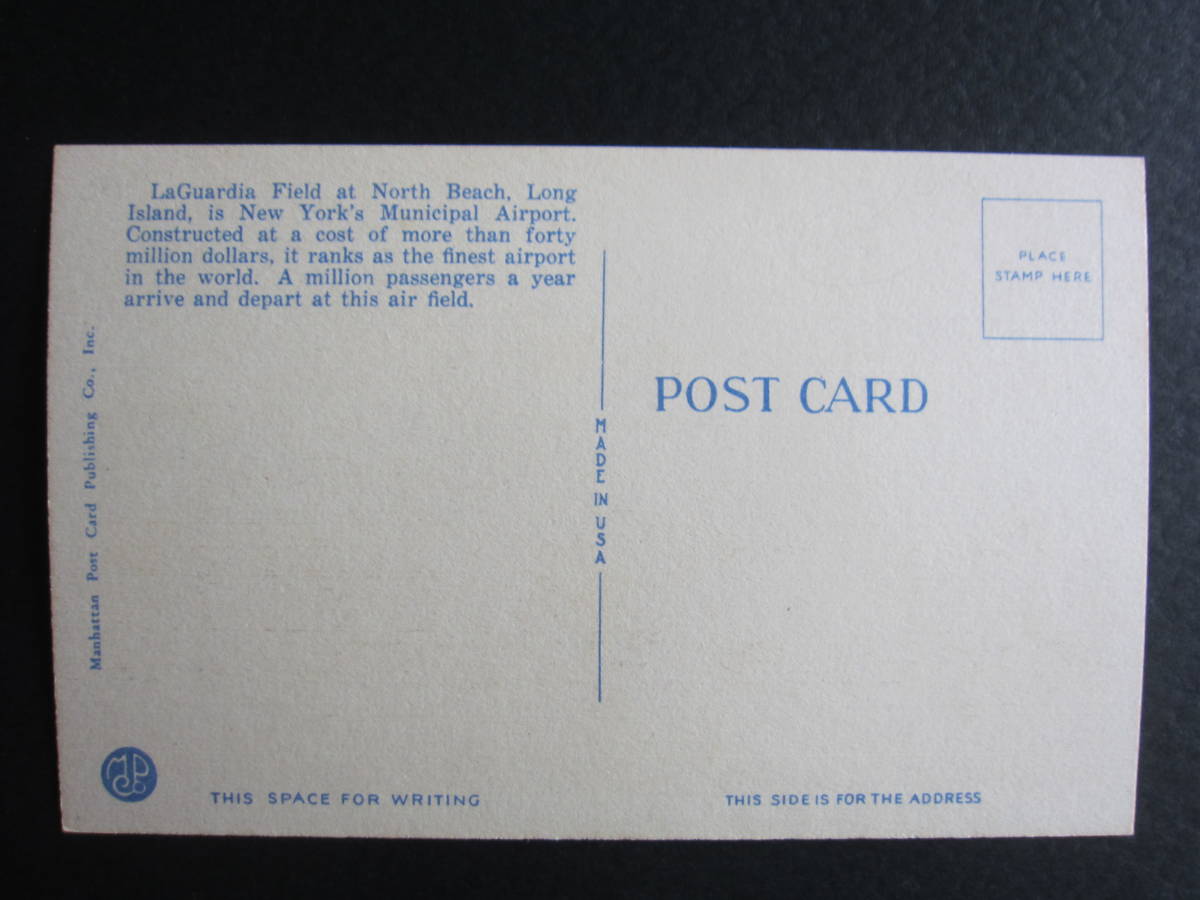 LaGuardia Field at North Beach, Long
Island, is New York's Municipal Airport.
Constructed at a cost of more than forty
million dollars, it ranks as the finest airport
in the world. A million passengers a year
arrive and depart at this air field.
Manhattan Post Card Publishing Co., Inc.
MADE IN USA
PLACE
STAMP HERE
POST CARD
THIS SPACE FOR WRITING
THIS SIDE IS FOR THE ADDRESS